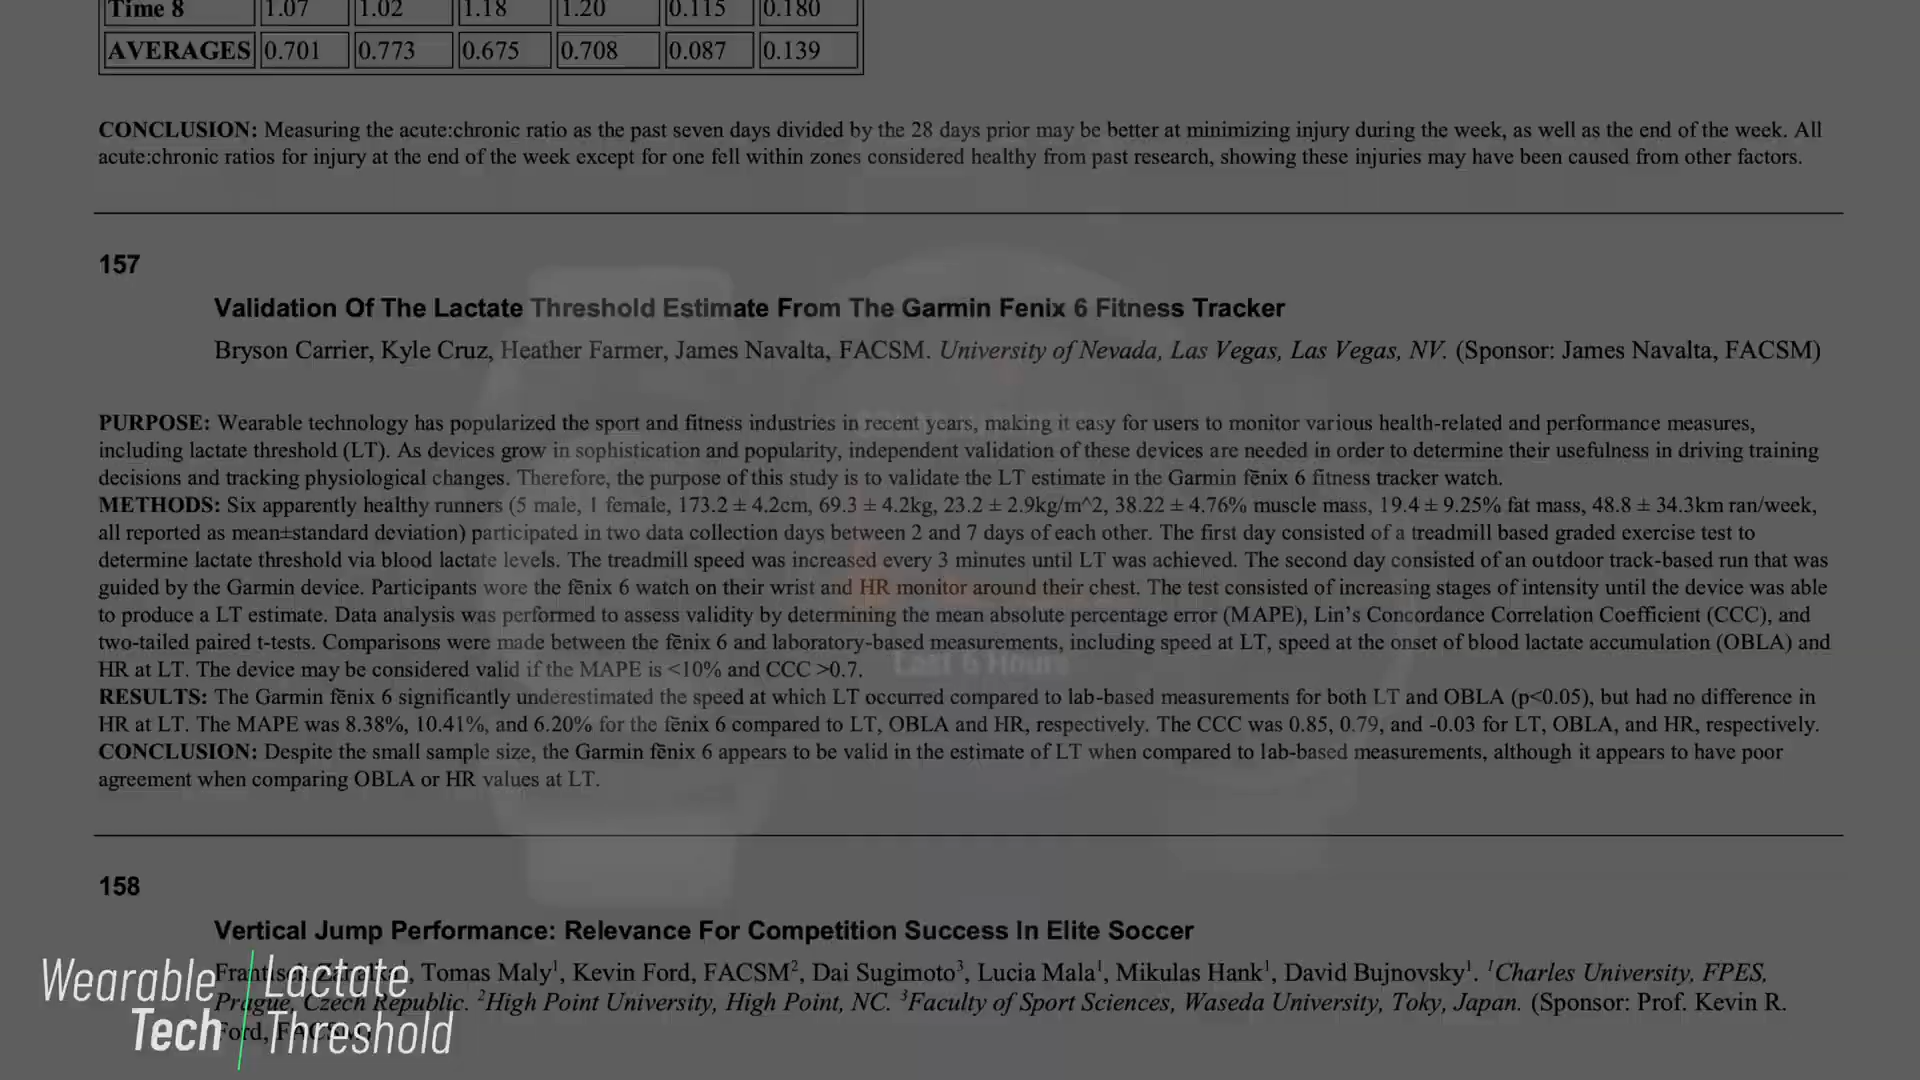 Time 8 1.07 1.02 1.18 1.20 0.115 0.180
AVERAGES 0.701 0.773 0.675 0.708 0.087 0.139
CONCLUSION: Measuring the acute:chronic ratio as the past seven days divided by the 28 days prior may be better at minimizing injury during the week, as well as the end of the week. All
acute:chronic ratios for injury at the end of the week except for one fell within zones considered healthy from past research, showing these injuries may have been caused from other factors.
157
Validation Of The Lactate Threshold Estimate From The Garmin Fenix 6 Fitness Tracker
Bryson Carrier, Kyle Cruz, Heather Farmer, James Navalta, FACSM. University of Nevada, Las Vegas, Las Vegas, NV. (Sponsor: James Navalta, FACSM)
PURPOSE: Wearable technology has popularized the sport and fitness industries in recent years, making it easy for users to monitor various health-related and performance measures,
including lactate threshold (LT). As devices grow in sophistication and popularity, independent validation of these devices are needed in order to determine their usefulness in driving training
decisions and tracking physiological changes. Therefore, the purpose of this study is to validate the LT estimate in the Garmin fēnix 6 fitness tracker watch.
METHODS: Six apparently healthy runners (5 male, 1 female, 173.2 ± 4.2cm, 69.3 ± 4.2kg, 23.2 ± 2.9kg/m^2, 38.22 ± 4.76% muscle mass, 19.4 ± 9.25% fat mass, 48.8 ± 34.3km ran/week,
all reported as mean±standard deviation) participated in two data collection days between 2 and 7 days of each other. The first day consisted of a treadmill based graded exercise test to
determine lactate threshold via blood lactate levels. The treadmill speed was increased every 3 minutes until LT was achieved. The second day consisted of an outdoor track-based run that was
guided by the Garmin device. Participants wore the fēnix 6 watch on their wrist and HR monitor around their chest. The test consisted of increasing stages of intensity until the device was able
to produce a LT estimate. Data analysis was performed to assess validity by determining the mean absolute percentage error (MAPE), Lin's Concordance Correlation Coefficient (CCC), and
two-tailed paired t-tests. Comparisons were made between the fēnix 6 and laboratory-based measurements, including speed at LT, speed at the onset of blood lactate accumulation (OBLA) and
HR at LT. The device may be considered valid if the MAPE is <10% and CCC >0.7.
Last 6 Hours
RESULTS: The Garmin fēnix 6 significantly underestimated the speed at which LT occurred compared to lab-based measurements for both LT and OBLA (p<0.05), but had no difference in
HR at LT. The MAPE was 8.38%, 10.41%, and 6.20% for the fēnix 6 compared to LT, OBLA and HR, respectively. The CCC was 0.85, 0.79, and -0.03 for LT, OBLA, and HR, respectively.
CONCLUSION: Despite the small sample size, the Garmin fēnix 6 appears to be valid in the estimate of LT when compared to lab-based measurements, although it appears to have poor
agreement when comparing OBLA or HR values at LT.
158
Vertical Jump Performance: Relevance For Competition Success In Elite Soccer
Tomas Maly¹, Kevin Ford, FACSM², Dai Sugimoto³, Lucia Mala¹, Mikulas Hank¹, David Bujnovsky¹. ¹Charles University, FPES,
Prague, Czech Republic. ²High Point University, High Point, NC. ³Faculty of Sport Sciences, Waseda University, Toky, Japan. (Sponsor: Prof. Kevin R.
Ford, FACSM)
Wearable Tech
Lactate Threshold